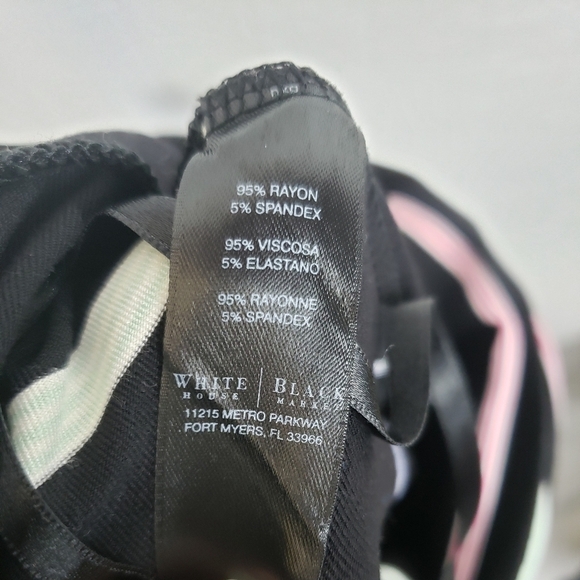 95% RAYON
5% SPANDEX
95% VISCOSA
5% ELASTANO
95% RAYONNE
5% SPANDEX
WHITE | BLACK
HOUSE | MARKET
11215 METRO PARKWAY
FORT MYERS, FL 33966